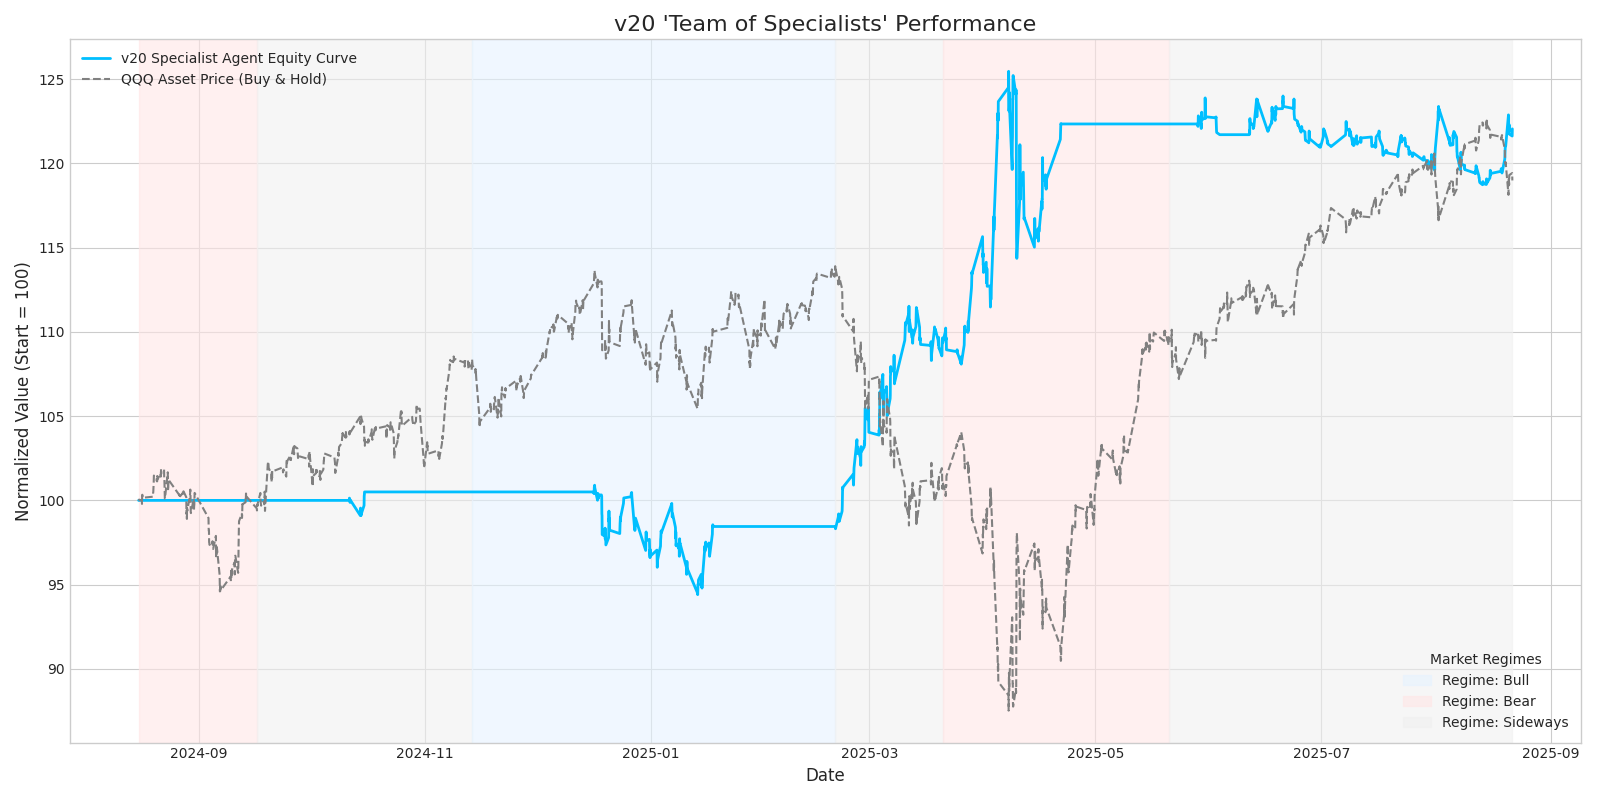 v20 'Team of Specialists' Performance
v20 Specialist Agent Equity Curve
QQQ Asset Price (Buy & Hold)
Normalized Value (Start = 100)
125
120
115
110
105
100
95
90
Market Regimes
Regime: Bull
Regime: Bear
Regime: Sideways
2024-09
2024-11
2025-01
2025-03
2025-05
2025-07
2025-09
Date